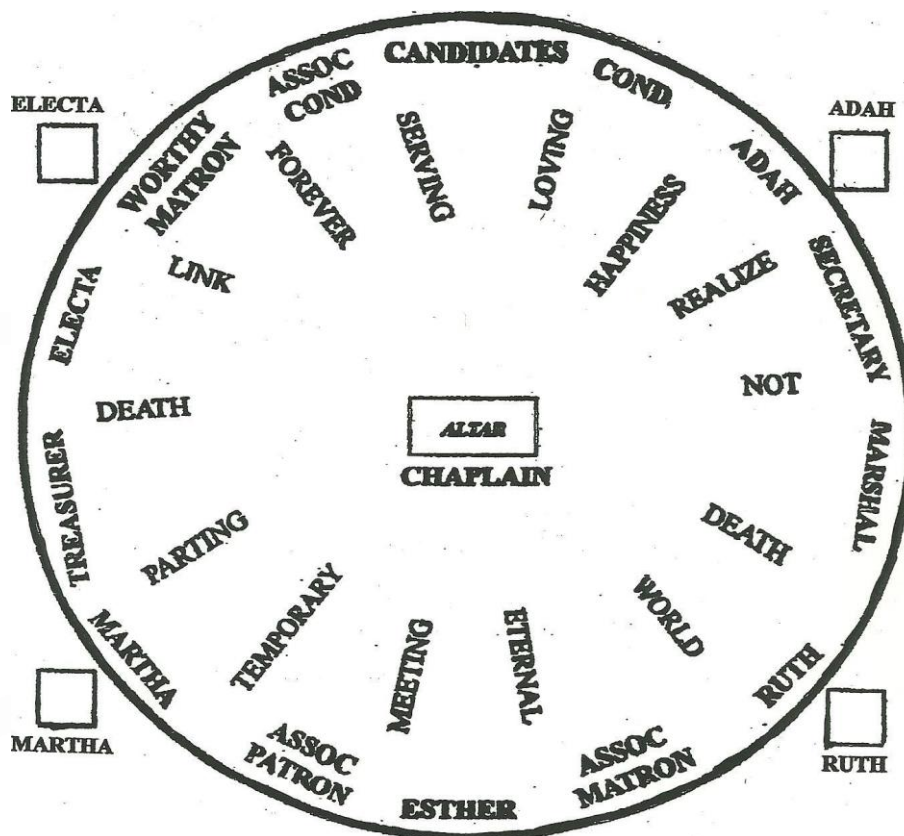 CANDIDATES
ASSOC
COND
COND.
ELECTA
ADAH
WORTHY
MATRON
ADAH
FOREVER
SERVING
LOVING
HAPPINESS
LINK
REALIZE
ELECTA
SECRETARY
DEATH
NOT
ALTAR
CHAPLAIN
TREASURER
MARSHAL
PARTING
DEATH
TEMPORARY
MEETING
ETERNAL
WORLD
MARTHA
RUTH
MARTHA
RUTH
ASSOC
PATRON
ESTHER
ASSOC
MATRON